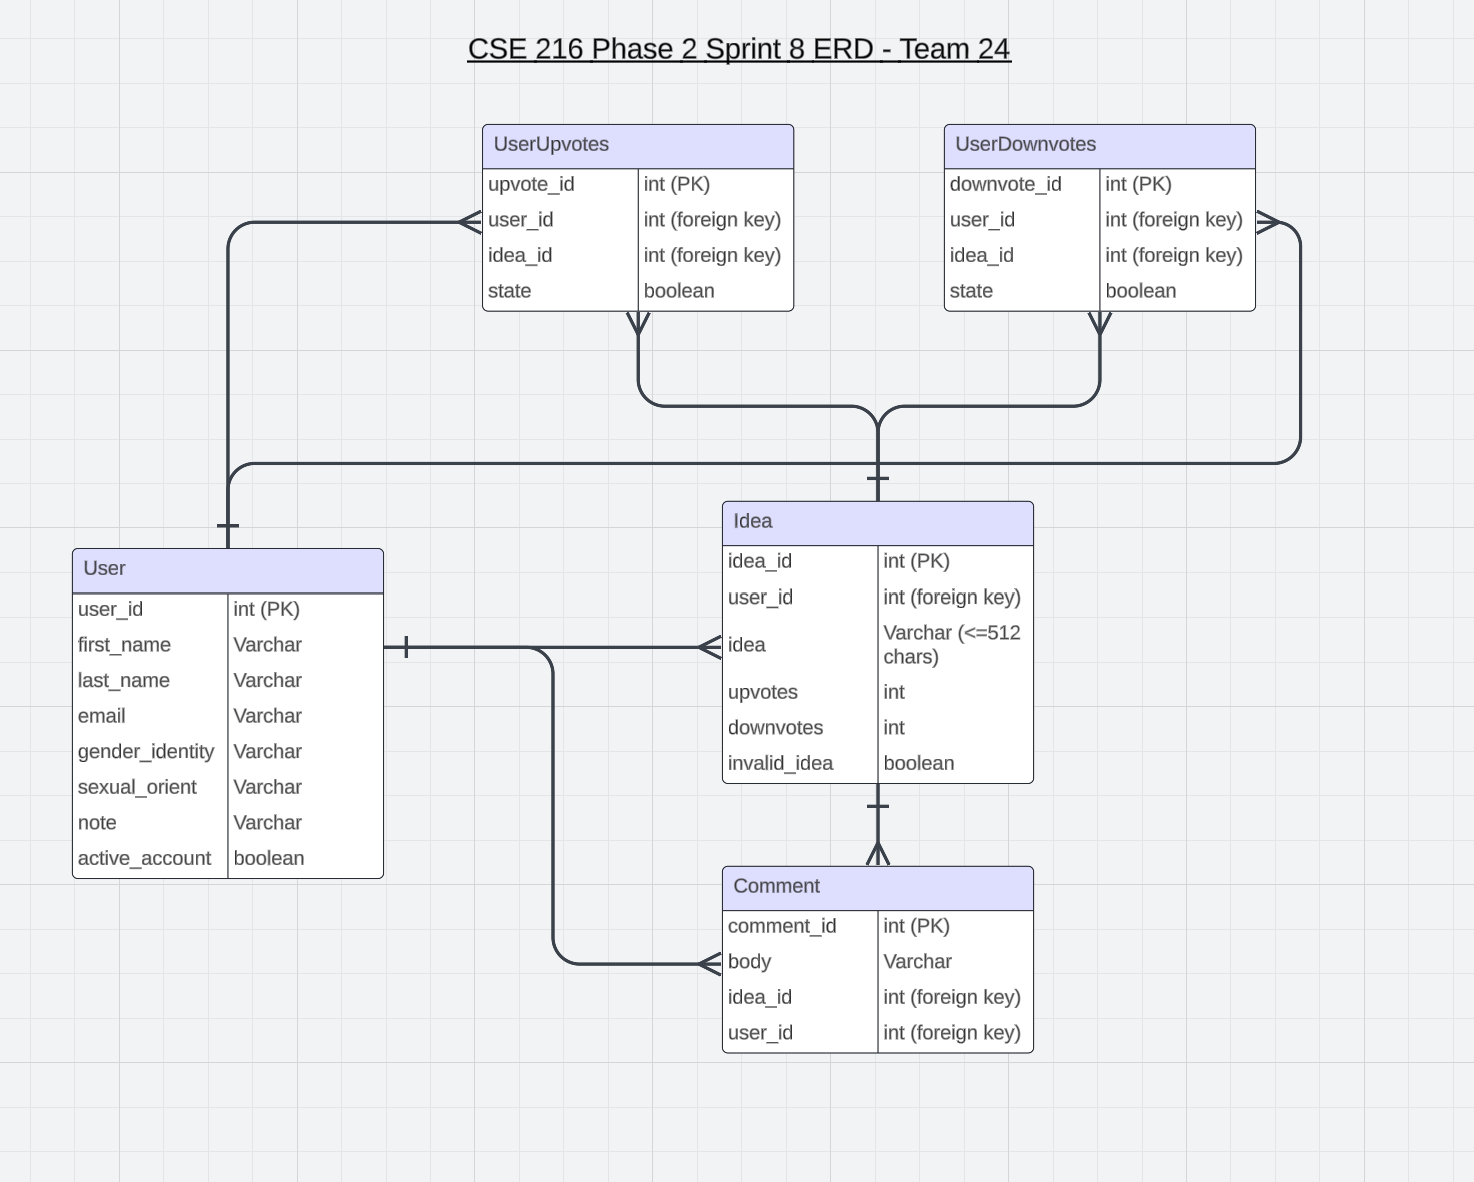 CSE 216 Phase 2 Sprint 8 ERD - Team 24
UserUpvotes
upvote_id int (PK)
user_id int (foreign key)
idea_id int (foreign key)
state boolean
UserDownvotes
downvote_id int (PK)
user_id int (foreign key)
idea_id int (foreign key)
state boolean
User
user_id int (PK)
first_name Varchar
last_name Varchar
email Varchar
gender_identity Varchar
sexual_orient Varchar
note Varchar
active_account boolean
Idea
idea_id int (PK)
user_id int (foreign key)
idea Varchar (<=512
chars)
upvotes int
downvotes int
invalid_idea boolean
Comment
comment_id int (PK)
body Varchar
idea_id int (foreign key)
user_id int (foreign key)